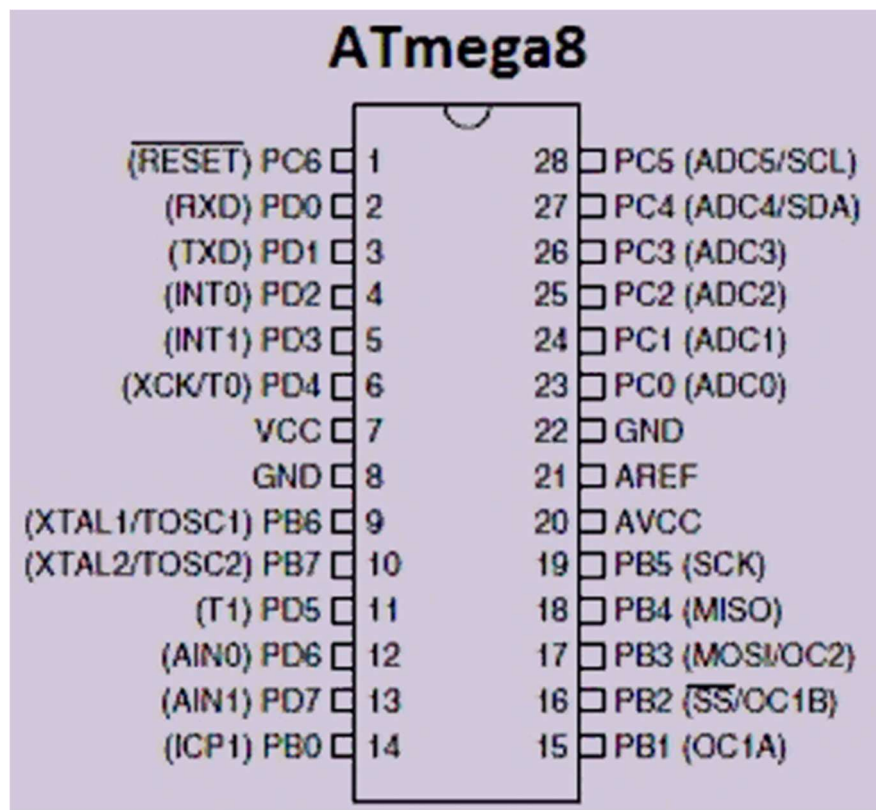 ATmega8
(RESET) PC6 1 28 PC5 (ADC5/SCL)
(RXD) PD0 2 27 PC4 (ADC4/SDA)
(TXD) PD1 3 26 PC3 (ADC3)
(INT0) PD2 4 25 PC2 (ADC2)
(INT1) PD3 5 24 PC1 (ADC1)
(XCK/T0) PD4 6 23 PC0 (ADC0)
VCC 7 22 GND
GND 8 21 AREF
(XTAL1/TOSC1) PB6 9 20 AVCC
(XTAL2/TOSC2) PB7 10 19 PB5 (SCK)
(T1) PD5 11 18 PB4 (MISO)
(AIN0) PD6 12 17 PB3 (MOSI/OC2)
(AIN1) PD7 13 16 PB2 (SS/OC1B)
(ICP1) PB0 14 15 PB1 (OC1A)